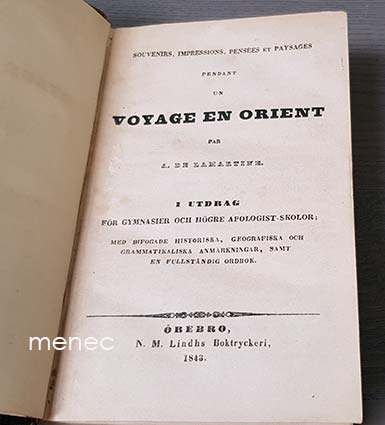 SOUVENIRS, IMPRESSIONS, PENSÉES ET PAYSAGES
PENDANT
UN
VOYAGE EN ORIENT
PAR
A. DE LAMARTINE.
I UTDRAG
FÖR GYMNASIER OCH HÖGRE APOLOGIST-SKOLOR;
MED BIFOGADE HISTORISKA, GEOGRAFISKA OCH
GRAMMATIKALISKA ANMÄRKNINGAR, SAMT
EN FULLSTÄNDIG ORDBOK.
ÖREBRO,
N. M. Lindhs Boktryckeri,
1843.
menec